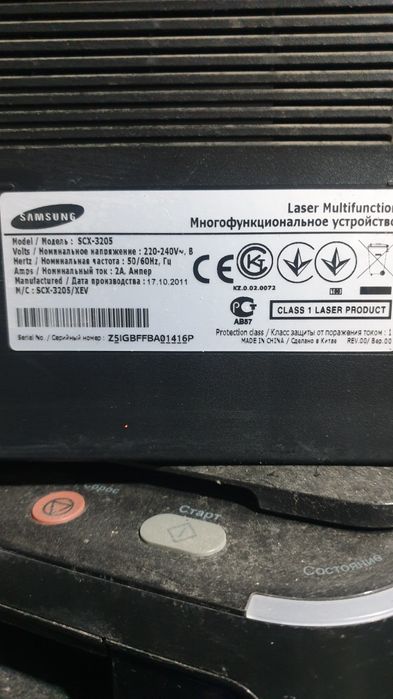 SAMSUNG
Laser Multifunction
Многофункциональное устройство
Model / Модель : SCX-3205
Volts / Номинальное напряжение : 220-240V~, В
Hertz / Номинальная частота : 50/60Hz, Гц
Amps / Номинальный ток : 2A. Ампер
Manufactured / Дата производства : 17.10.2011
M/C : SCX-3205/XEV
CE
KZ.0.02.0072
AB57
CLASS 1 LASER PRODUCT
Serial No. / Серийный номер : Z5IGBFFBA01416P
Protection class / Класс защиты от поражения током : 1
MADE IN CHINA / Сделано в Китае REV.00/ Вер.00
Старт
Состояние